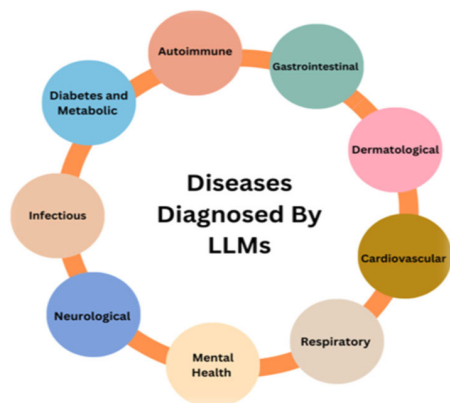 Autoimmune
Gastrointestinal
Diabetes and
Metabolic
Dermatological
Diseases
Diagnosed By
LLMs
Infectious
Cardiovascular
Neurological
Respiratory
Mental
Health